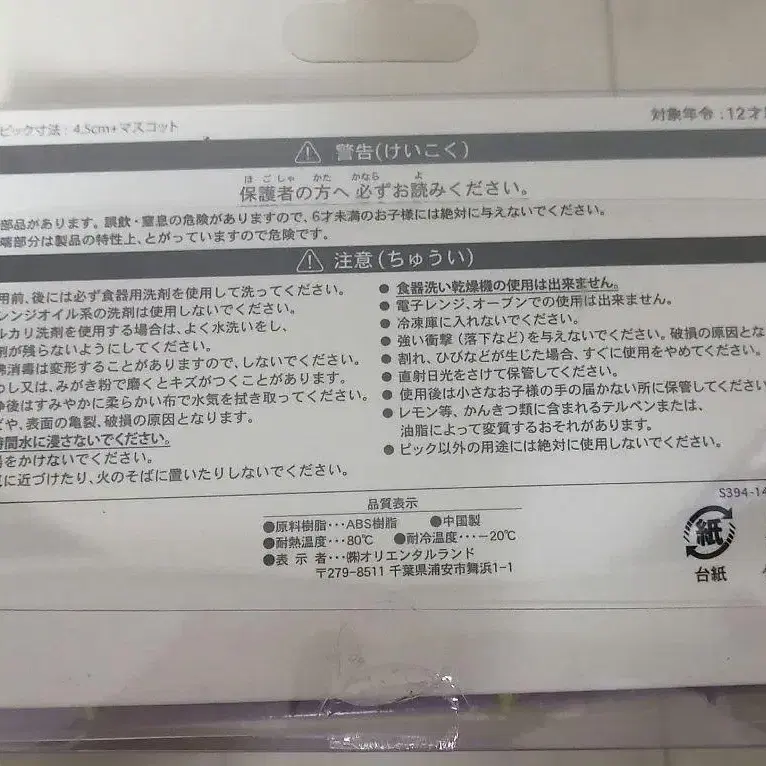 ピック寸法：4.5cm+マスコット
対象年令：12才
⚠ 警告(けいこく)
保護者の方へ 必ずお読みください。
ほごしゃ かた かなら よ
部品があります。誤飲・窒息の危険がありますので、6才未満のお子様には絶対に与えないでください。
端部分は製品の特性上、とがっていますので危険です。
⚠ 注意(ちゅうい)
用前、後には必ず食器用洗剤を使用して洗ってください。
レンジオイル系の洗剤は使用しないでください。
ルカリ洗剤を使用する場合は、よく水洗いをし、
剤が残らないようにしてください。
沸消毒は変形することがありますので、しないでください。
わし又は、みがき粉で磨くとキズがつくことがあります。
浄後はすみやかに柔らかい布で水気を拭き取ってください。
や、表面の亀裂、破損の原因となります。
時間水に浸さないでください。
をかけないでください。
に近づけたり、火のそばに置いたりしないでください。
● 食器洗い乾燥機の使用は出来ません。
● 電子レンジ、オーブンでの使用は出来ません。
● 冷凍庫に入れないでください。
● 強い衝撃（落下など）を与えないでください。破損の原因とな
● 割れ、ひびなどが生じた場合、すぐに使用をやめてください。
● 直射日光をさけて保管してください。
● 使用後は小さなお子様の手の届かない所に保管してください
● レモン等、かんきつ類に含まれるテルペンまたは、
油脂によって変質するおそれがあります。
● ピック以外の用途には絶対に使用しないでください。
S394-14
品質表示
●原料樹脂･･･ABS樹脂 ●中国製
●耐熱温度･･･80℃ ●耐冷温度･･･−20℃
●表 示 者･･･㈱オリエンタルランド
〒279-8511 千葉県浦安市舞浜1-1
紙
台紙